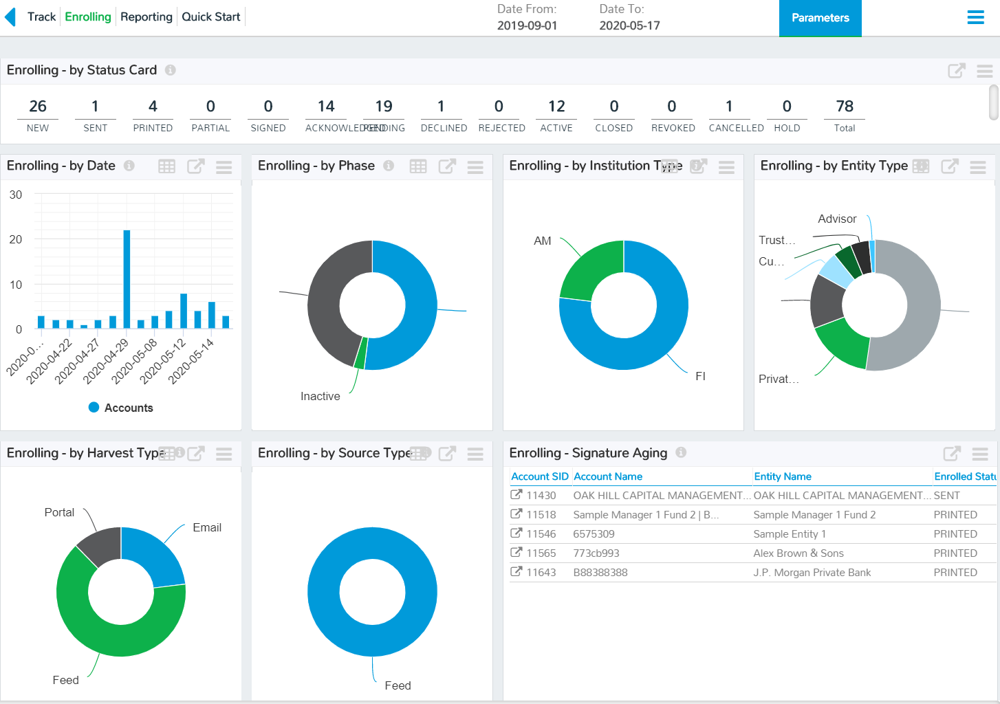 Track Enrolling Reporting Quick Start
Date From: Date To:
2019-09-01 2020-05-17
Parameters
Enrolling - by Status Card
26 1 4 0 0 14 19 1 0 12 0 0 1 0 78
NEW SENT PRINTED PARTIAL SIGNED ACKNOWLEDGED PENDING DECLINED REJECTED ACTIVE CLOSED REVOKED CANCELLED HOLD Total
Enrolling - by Date
30
20
10
0
2020-0... 2020-04-22 2020-04-27 2020-04-29 2020-05-08 2020-05-12 2020-05-14
Accounts
Enrolling - by Phase
Inactive
Enrolling - by Institution Type
AM
FI
Enrolling - by Entity Type
Advisor
Trust...
Cu...
Privat...
Enrolling - by Harvest Type
Portal
Email
Feed
Enrolling - by Source Type
Feed
Enrolling - Signature Aging
Account SID Account Name Entity Name Enrolled Statu
11430 OAK HILL CAPITAL MANAGEMENT... OAK HILL CAPITAL MANAGEMENT... SENT
11518 Sample Manager 1 Fund 2 | B... Sample Manager 1 Fund 2 PRINTED
11546 6575309 Sample Entity 1 PRINTED
11565 773cb993 Alex Brown & Sons PRINTED
11643 B88388388 J.P. Morgan Private Bank PRINTED